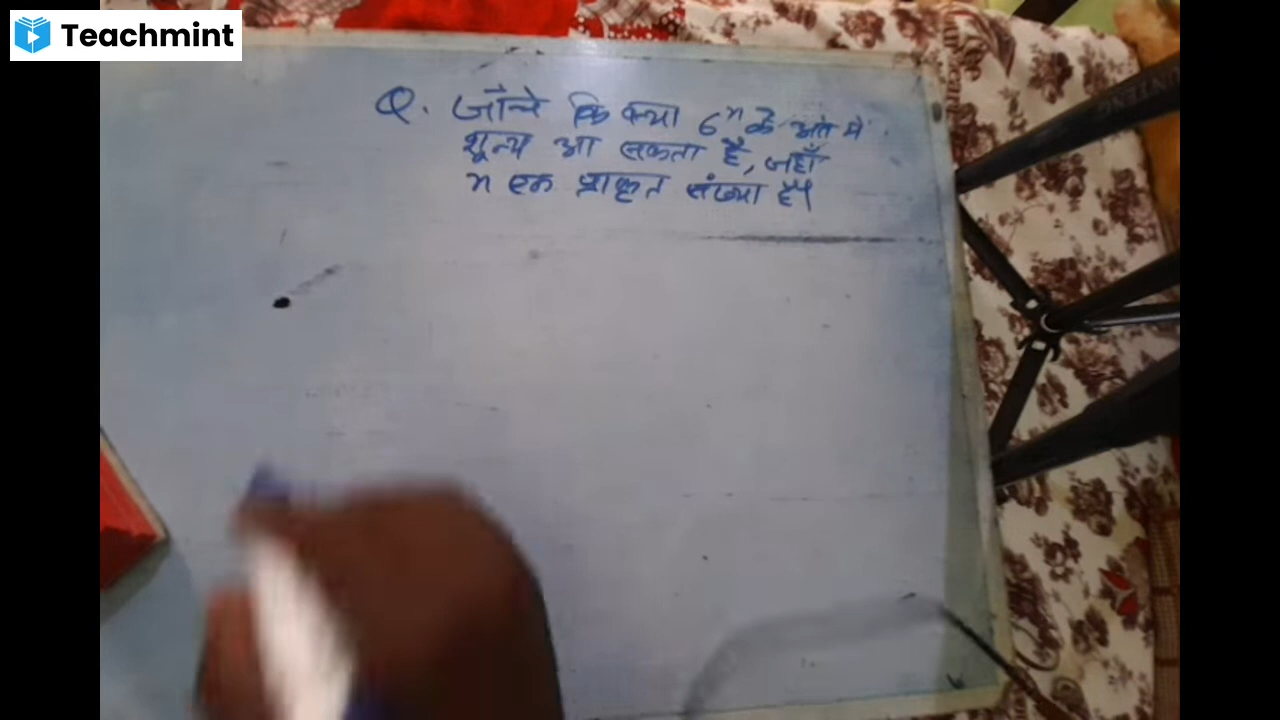 Teachmint
Q. जाँचे कि क्या 6ⁿ के अंत में
शून्य आ सकता है, जहाँ
n एक प्राकृत संख्या है।